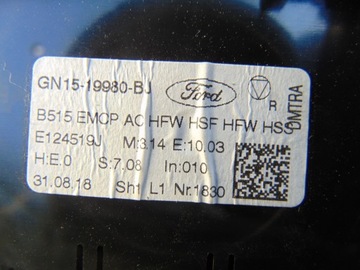 GN15-19980-BJ Ford R
B515 EMCP AC HFW HSF HFW HSS
E124519J M:3.14 E:10.03
H:E.0 S:7.08 In:010
31.08.18 Sh1 L1 Nr.1830
DMTRA